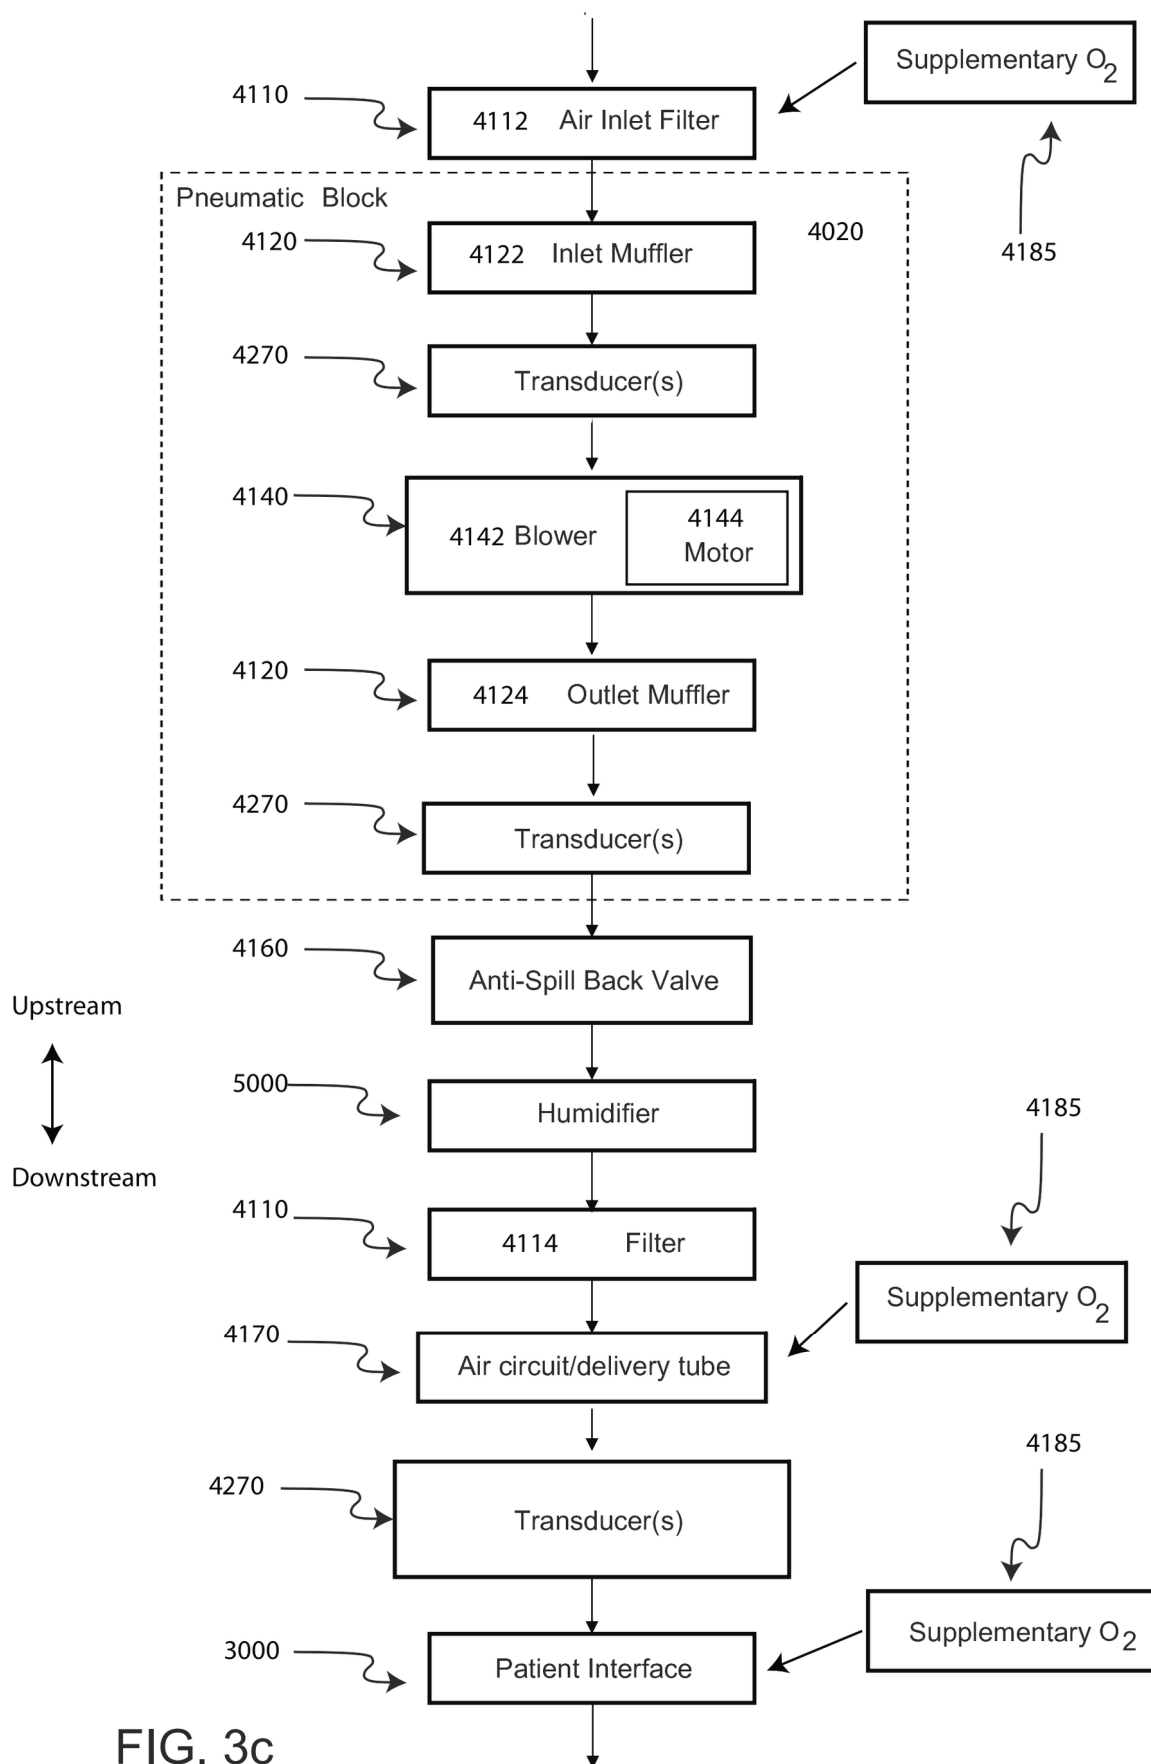 Supplementary O2
4110
4112 Air Inlet Filter
4185
Pneumatic Block
4020
4120
4122 Inlet Muffler
4270
Transducer(s)
4140
4142 Blower
4144
Motor
4120
4124 Outlet Muffler
4270
Transducer(s)
4160
Anti-Spill Back Valve
Upstream
Downstream
5000
Humidifier
4185
4110
4114 Filter
Supplementary O2
4170
Air circuit/delivery tube
4185
4270
Transducer(s)
Supplementary O2
3000
Patient Interface
FIG. 3c